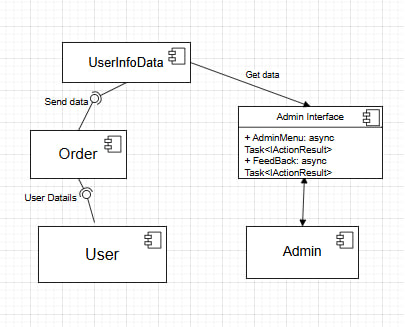 UserInfoData
Get data
Send data
Admin Interface
+ AdminMenu: async
Task<IActionResult>
+ FeedBack: async
Task<IActionResult>
Order
User Datails
User
Admin